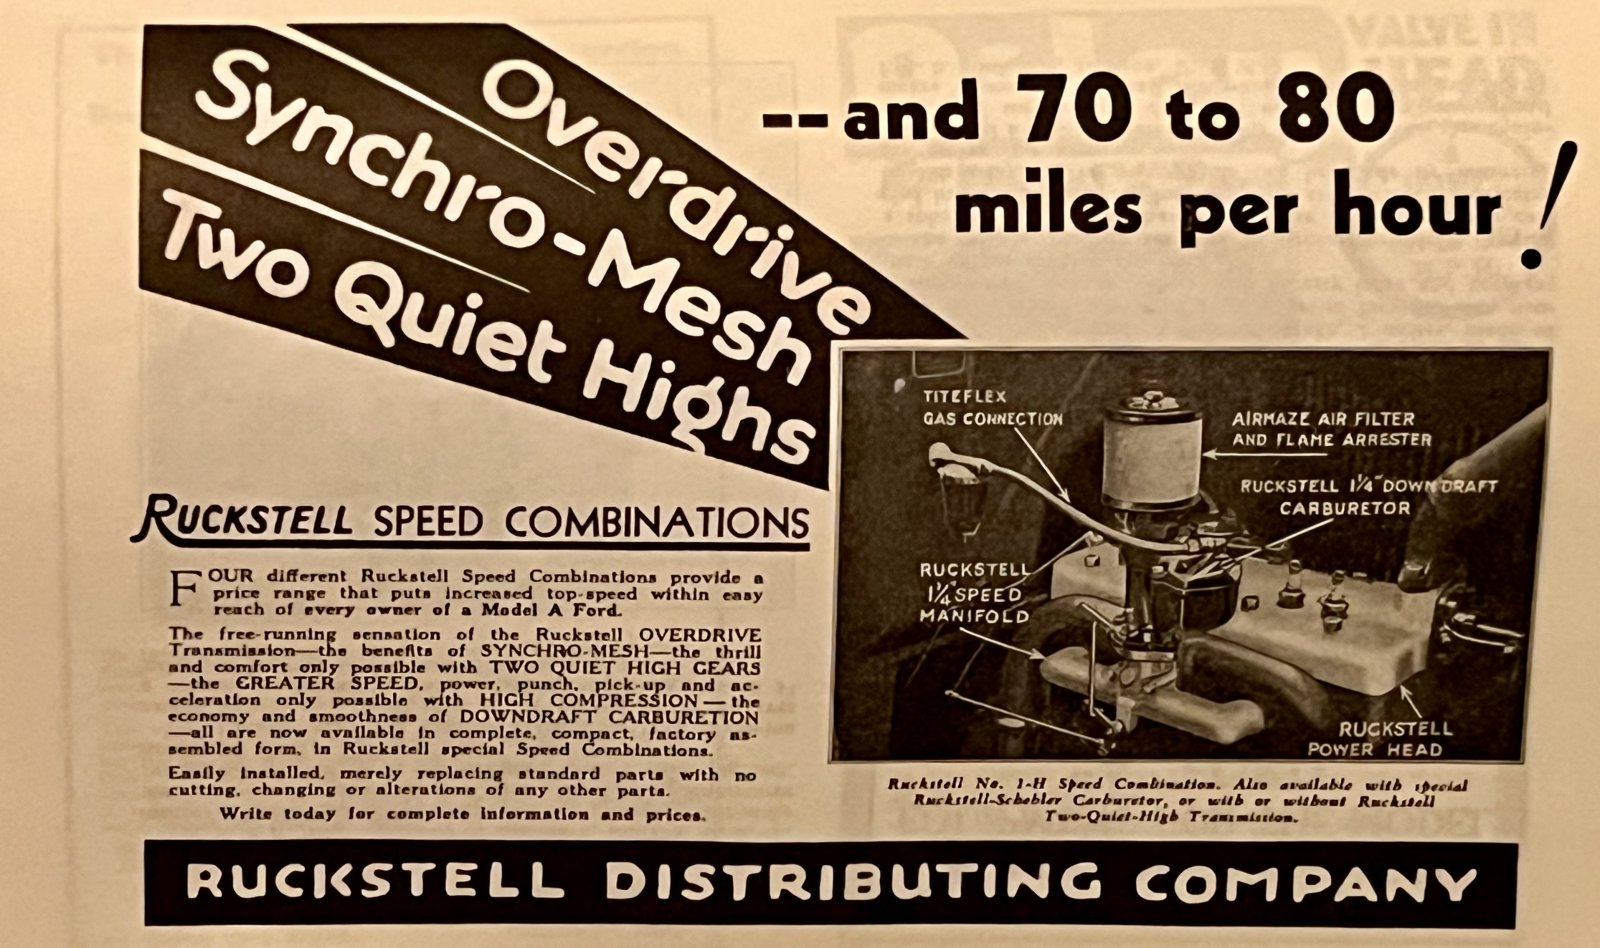 Overdrive
Synchro-Mesh
Two Quiet Highs
--and 70 to 80
miles per hour!
RUCKSTELL SPEED COMBINATIONS
FOUR different Ruckstell Speed Combinations provide a
price range that puts increased top-speed within easy
reach of every owner of a Model A Ford.
The free-running sensation of the Ruckstell OVERDRIVE
Transmission—the benefits of SYNCHRO-MESH—the thrill
and comfort only possible with TWO QUIET HIGH GEARS
—the GREATER SPEED, power, punch, pick-up and ac-
celeration only possible with HIGH COMPRESSION—the
economy and smoothness of DOWNDRAFT CARBURETION
—all are now available in complete, compact, factory as-
sembled form, in Ruckstell special Speed Combinations.
Easily installed, merely replacing standard parts with no
cutting, changing or alterations of any other parts.
Write today for complete information and prices.
TITEFLEX
GAS CONNECTION
AIRMAZE AIR FILTER
AND FLAME ARRESTER
RUCKSTELL 1¼" DOWN DRAFT
CARBURETOR
RUCKSTELL
1¼" SPEED
MANIFOLD
RUCKSTELL
POWER HEAD
Ruckstell No. 1-H Speed Combination. Also available with special
Ruckstell-Schebler Carburetor, or with or without Ruckstell
Two-Quiet-High Transmission.
RUCKSTELL DISTRIBUTING COMPANY